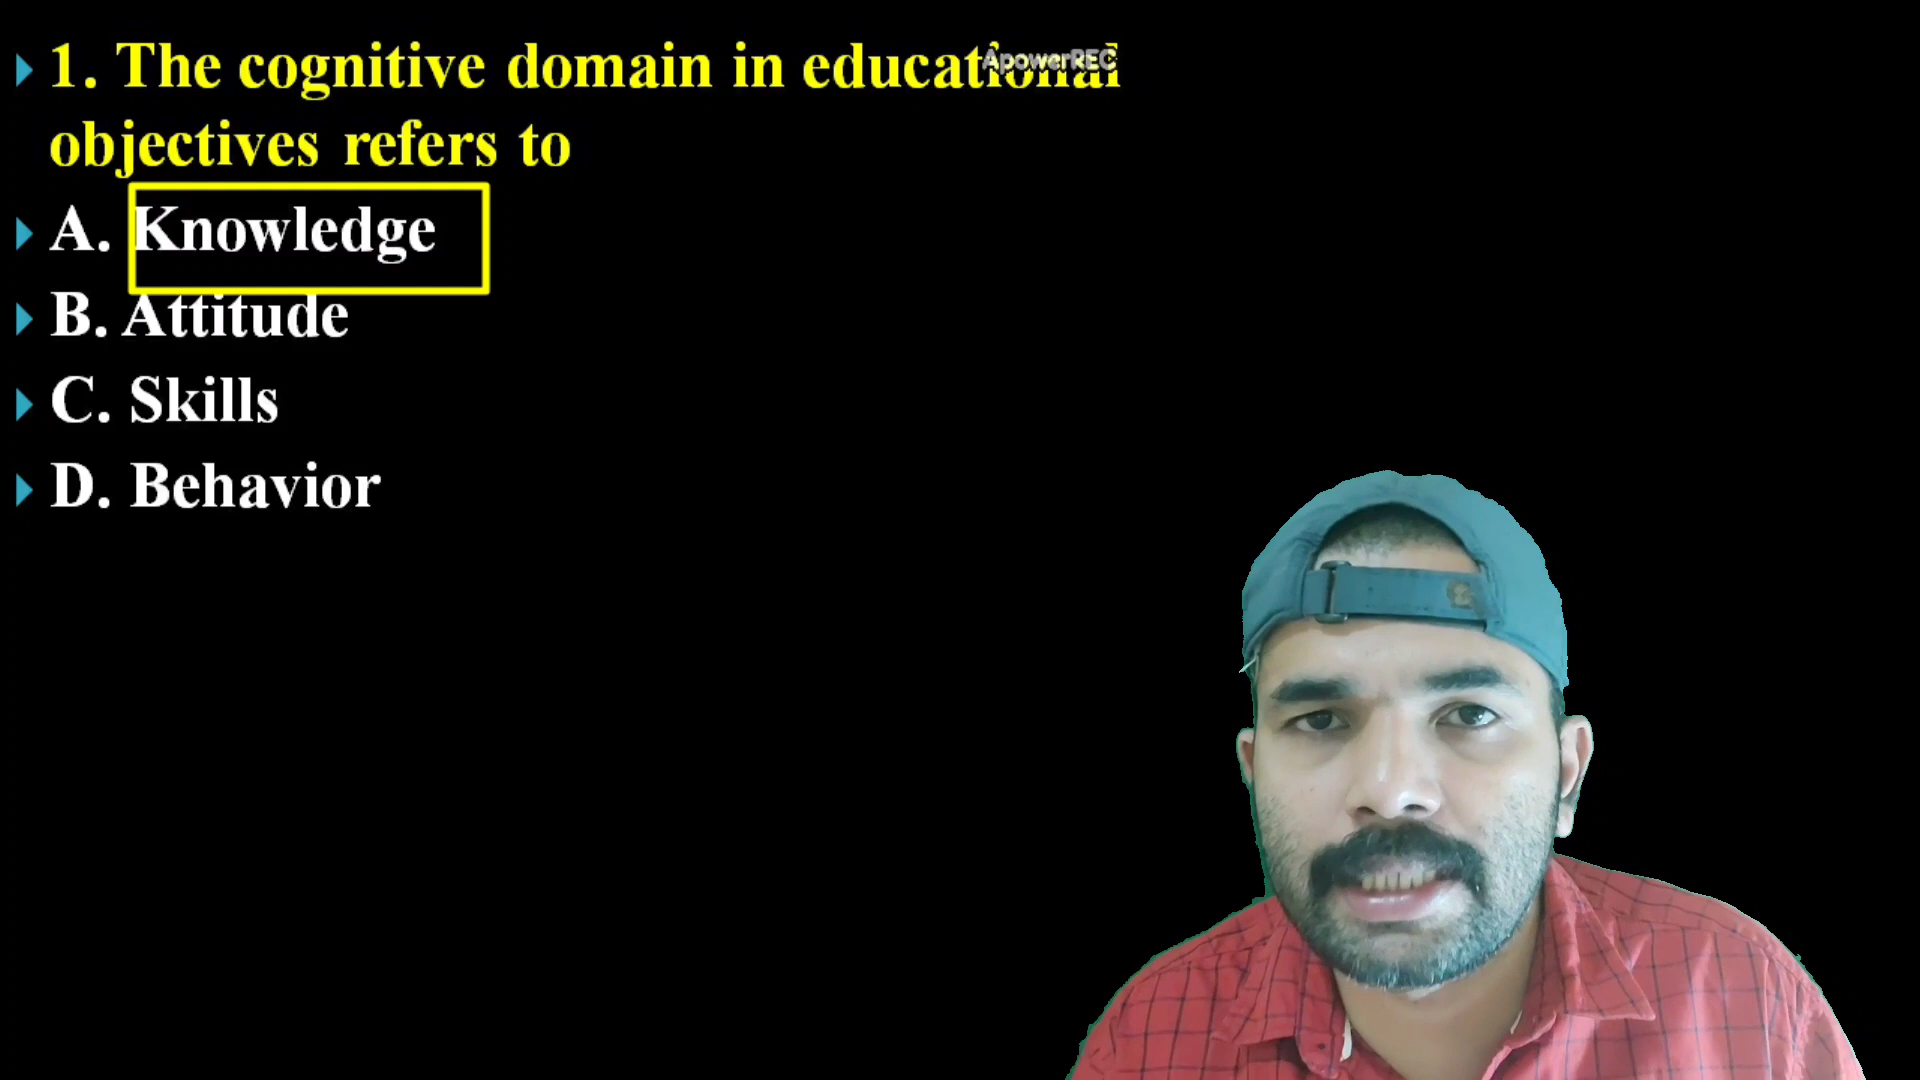 1. The cognitive domain in educational
ApowerREC
objectives refers to
A. Knowledge
B. Attitude
C. Skills
D. Behavior